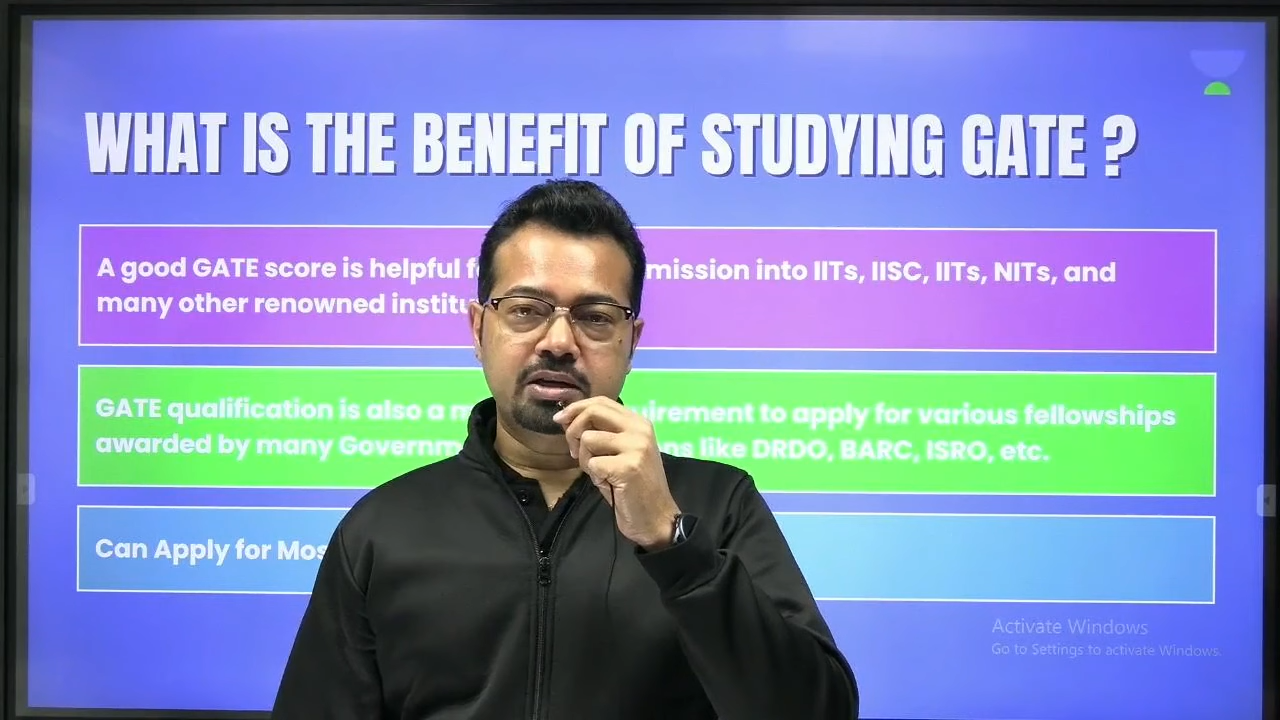 WHAT IS THE BENEFIT OF STUDYING GATE ?
A good GATE score is helpful mission into IITs, IISC, IITs, NITs, and
many other renowned institu
GATE qualification is also a uirement to apply for various fellowships
awarded by many Governm ns like DRDO, BARC, ISRO, etc.
Can Apply for Mos
Activate Windows
Go to Settings to activate Windows.